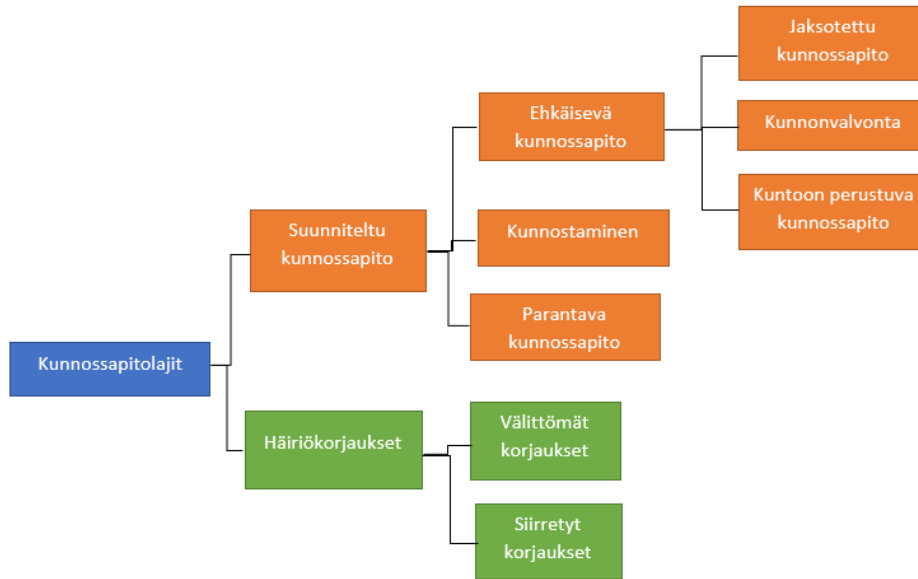 Jaksotettu
kunnossapito
Ehkäisevä
kunnossapito
Kunnonvalvonta
Kuntoon perustuva
kunnossapito
Suunniteltu
kunnossapito
Kunnostaminen
Parantava
kunnossapito
Kunnossapitolajit
Häiriökorjaukset
Välittömät
korjaukset
Siirretyt
korjaukset